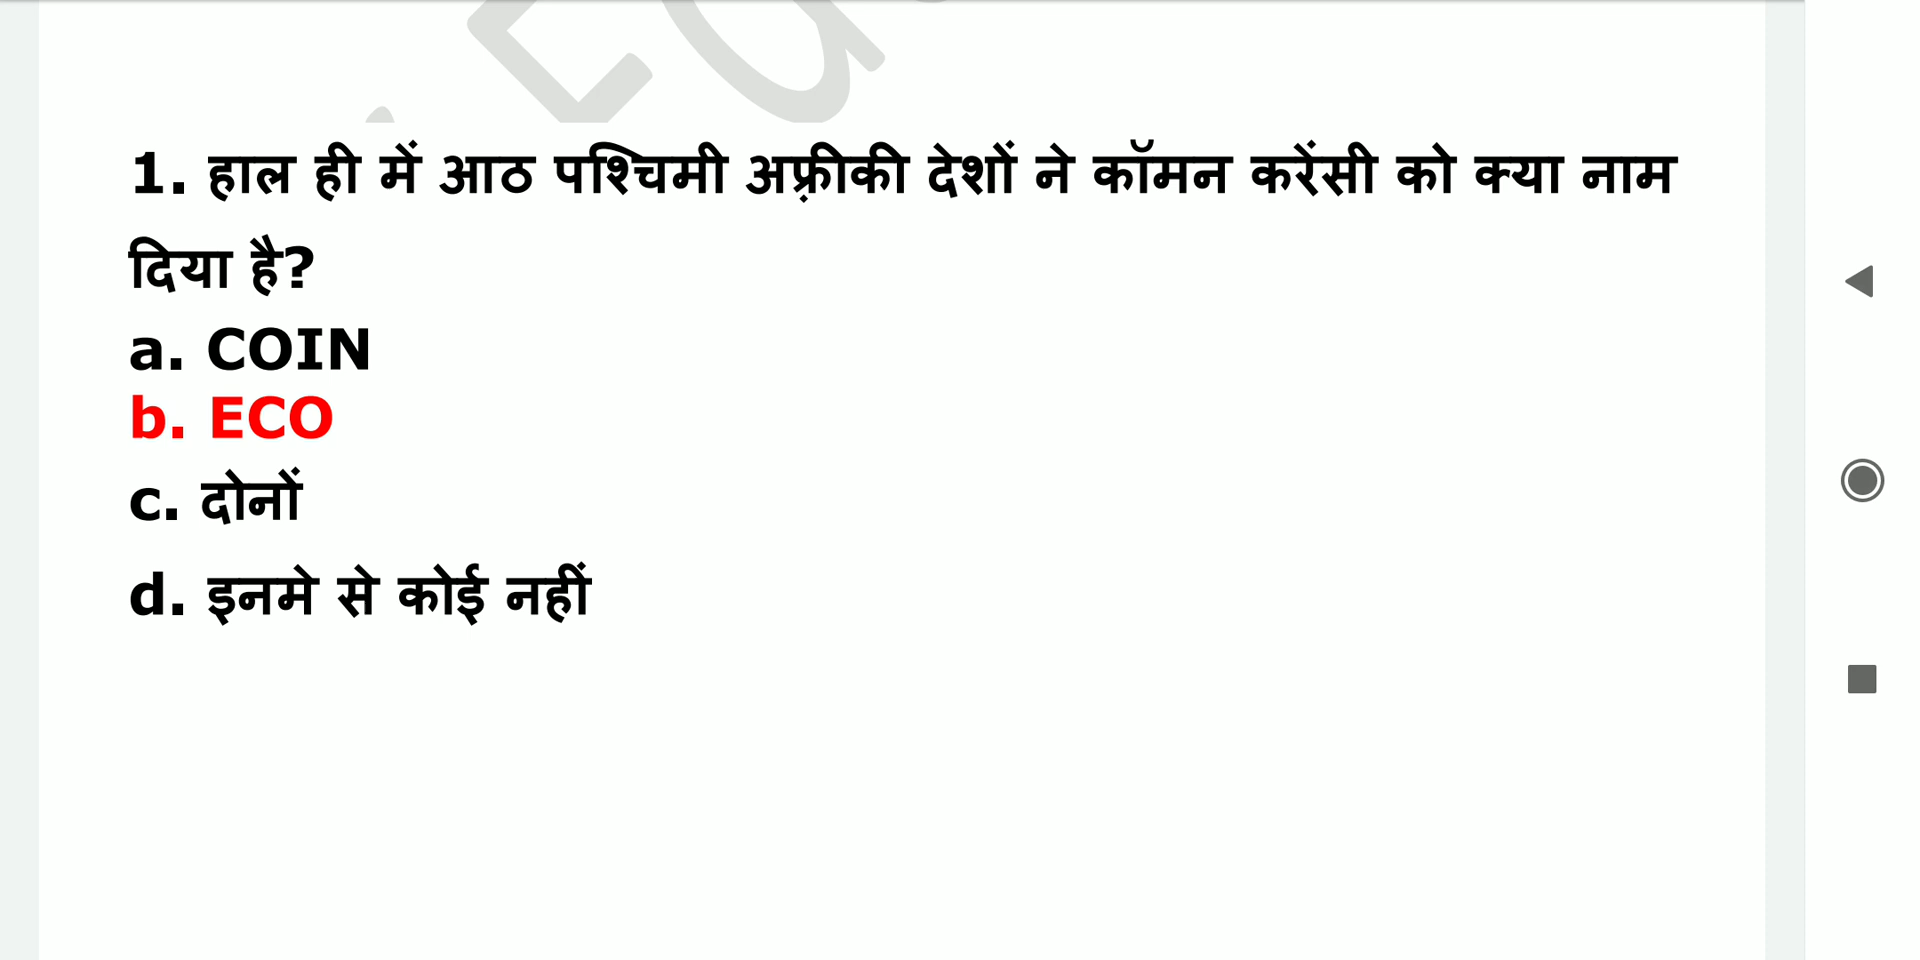 1. हाल ही में आठ पश्चिमी अफ़्रीकी देशों ने कॉमन करेंसी को क्या नाम
दिया है?
a. COIN
b. ECO
c. दोनों
d. इनमे से कोई नहीं